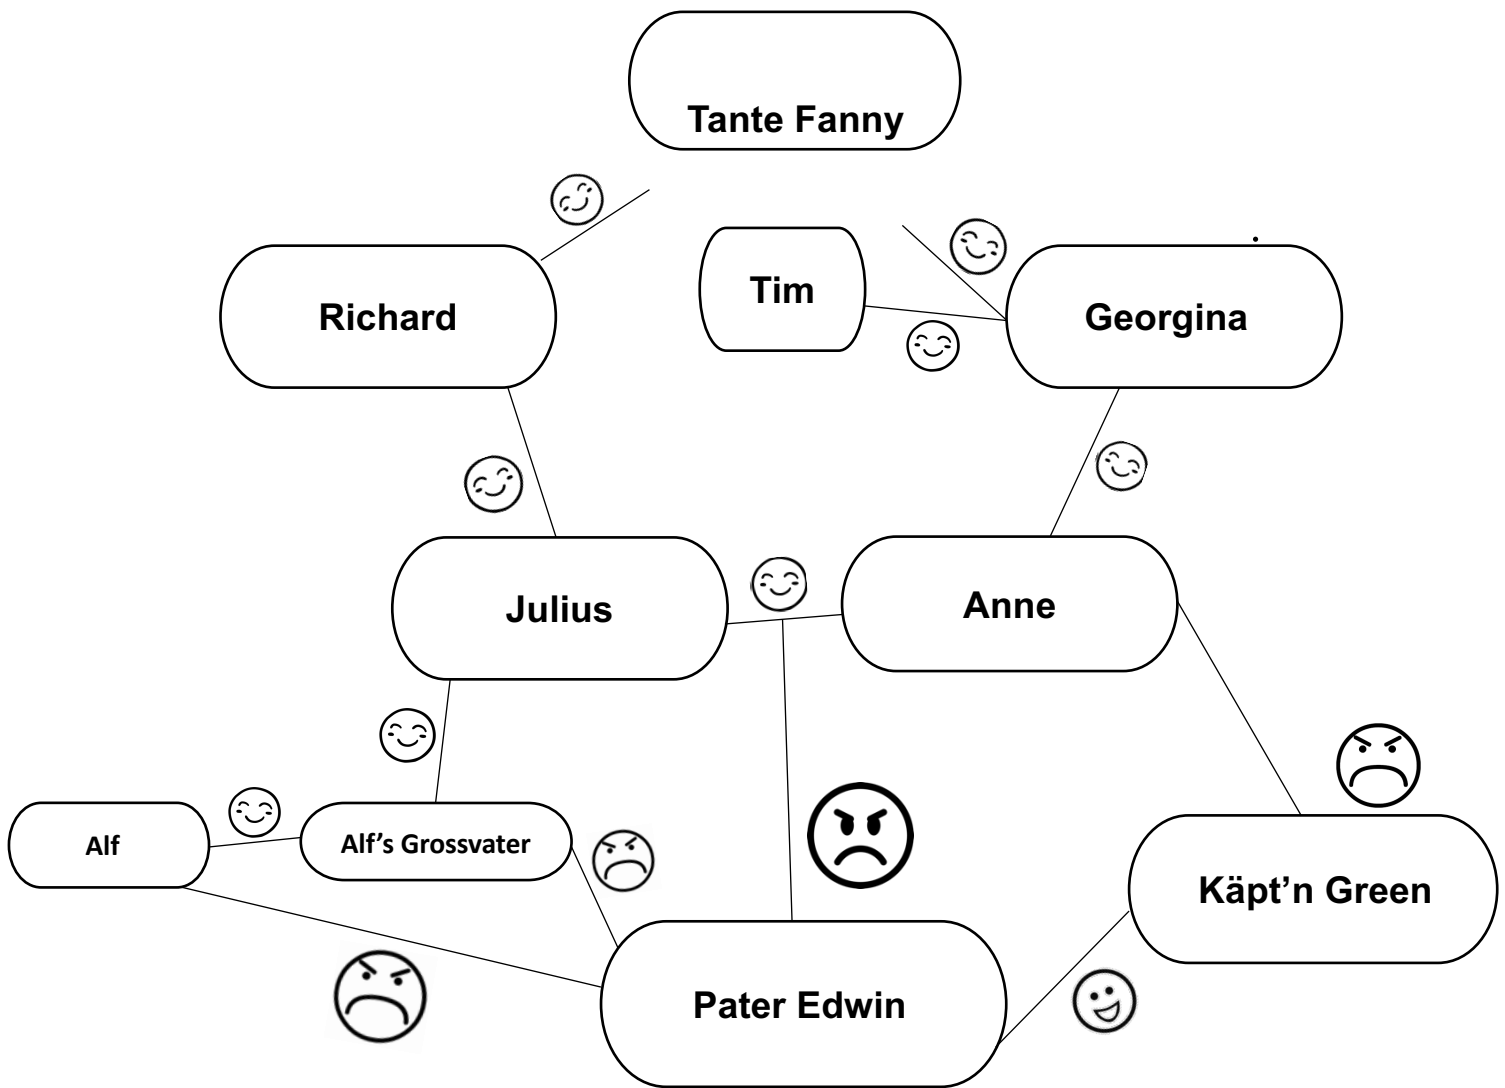 Tante Fanny
Tim
Richard
Georgina
Julius
Anne
Alf
Alf's Grossvater
Käpt'n Green
Pater Edwin